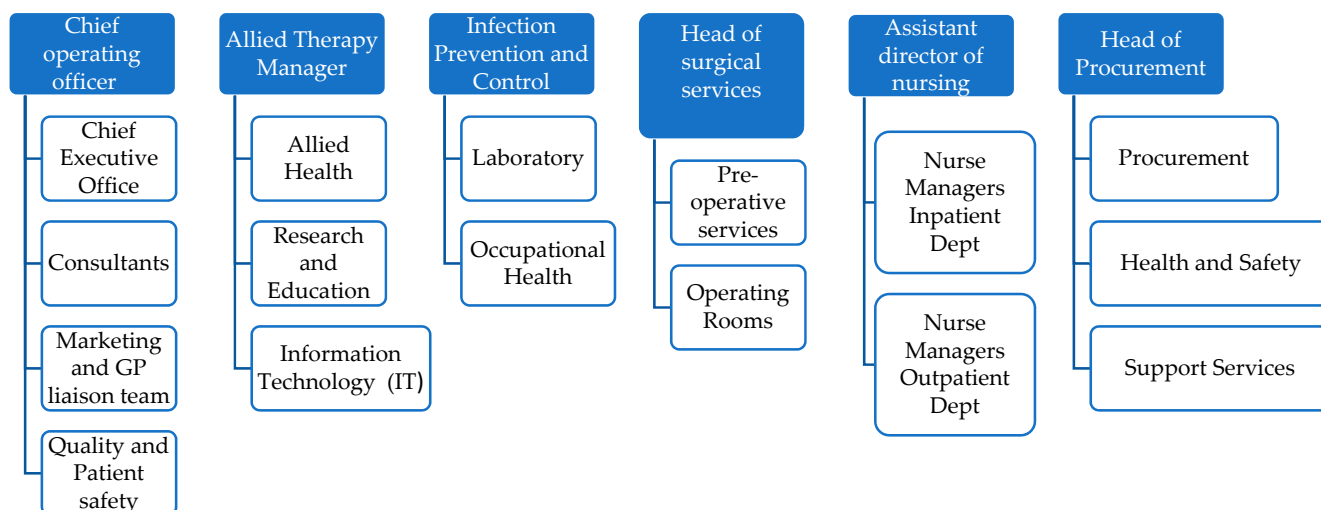 Chief
operating
officer
Chief
Executive
Office
Consultants
Marketing
and GP
liaison team
Quality and
Patient
safety
Allied Therapy
Manager
Allied
Health
Research
and
Education
Information
Technology (IT)
Infection
Prevention and
Control
Laboratory
Occupational
Health
Head of
surgical
services
Pre-
operative
services
Operating
Rooms
Assistant
director of
nursing
Nurse
Managers
Inpatient
Dept
Nurse
Managers
Outpatient
Dept
Head of
Procurement
Procurement
Health and Safety
Support Services